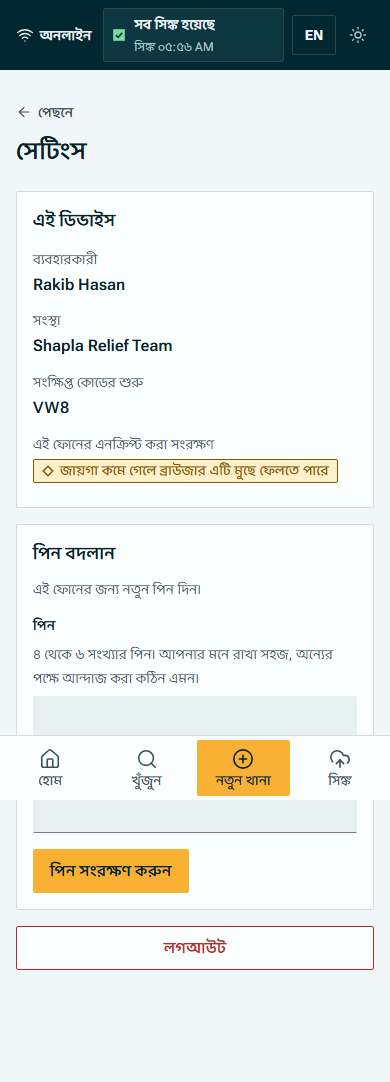 অনলাইন
সব সিঙ্ক হয়েছে
সিঙ্ক ০৫:৫৬ AM
EN
পেছনে
সেটিংস
এই ডিভাইস
ব্যবহারকারী
Rakib Hasan
সংস্থা
Shapla Relief Team
সংক্ষিপ্ত কোডের শুরু
VW8
এই ফোনের এনক্রিপ্ট করা সংরক্ষণ
জায়গা কমে গেলে ব্রাউজার এটি মুছে ফেলতে পারে
পিন বদলান
এই ফোনের জন্য নতুন পিন দিন।
পিন
৪ থেকে ৬ সংখ্যার পিন। আপনার মনে রাখা সহজ, অন্যের
পক্ষে আন্দাজ করা কঠিন এমন।
হোম
খুঁজুন
নতুন খানা
সিঙ্ক
পিন সংরক্ষণ করুন
লগআউট